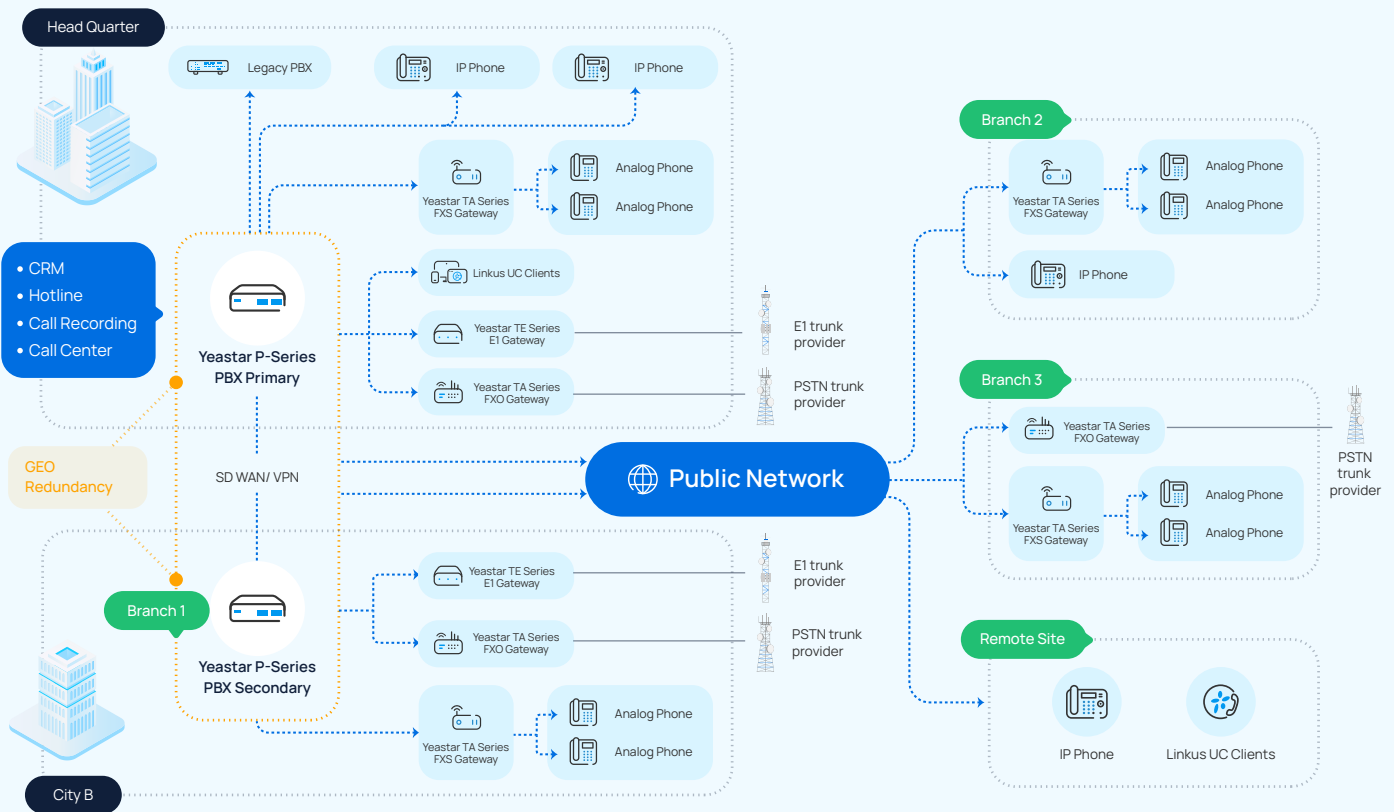 Head Quarter
Legacy PBX
IP Phone
IP Phone
Yeastar TA Series
FXS Gateway
Analog Phone
Analog Phone
• CRM
• Hotline
• Call Recording
• Call Center
Yeastar P-Series
PBX Primary
Linkus UC Clients
Yeastar TE Series
E1 Gateway
E1 trunk
provider
Yeastar TA Series
FXO Gateway
PSTN trunk
provider
GEO
Redundancy
SD WAN/ VPN
Public Network
Branch 1
Yeastar P-Series
PBX Secondary
Yeastar TE Series
E1 Gateway
E1 trunk
provider
Yeastar TA Series
FXO Gateway
PSTN trunk
provider
Yeastar TA Series
FXS Gateway
Analog Phone
Analog Phone
City B
Branch 2
Yeastar TA Series
FXS Gateway
Analog Phone
Analog Phone
IP Phone
Branch 3
Yeastar TA Series
FXO Gateway
PSTN
trunk
provider
Yeastar TA Series
FXS Gateway
Analog Phone
Analog Phone
Remote Site
IP Phone
Linkus UC Clients